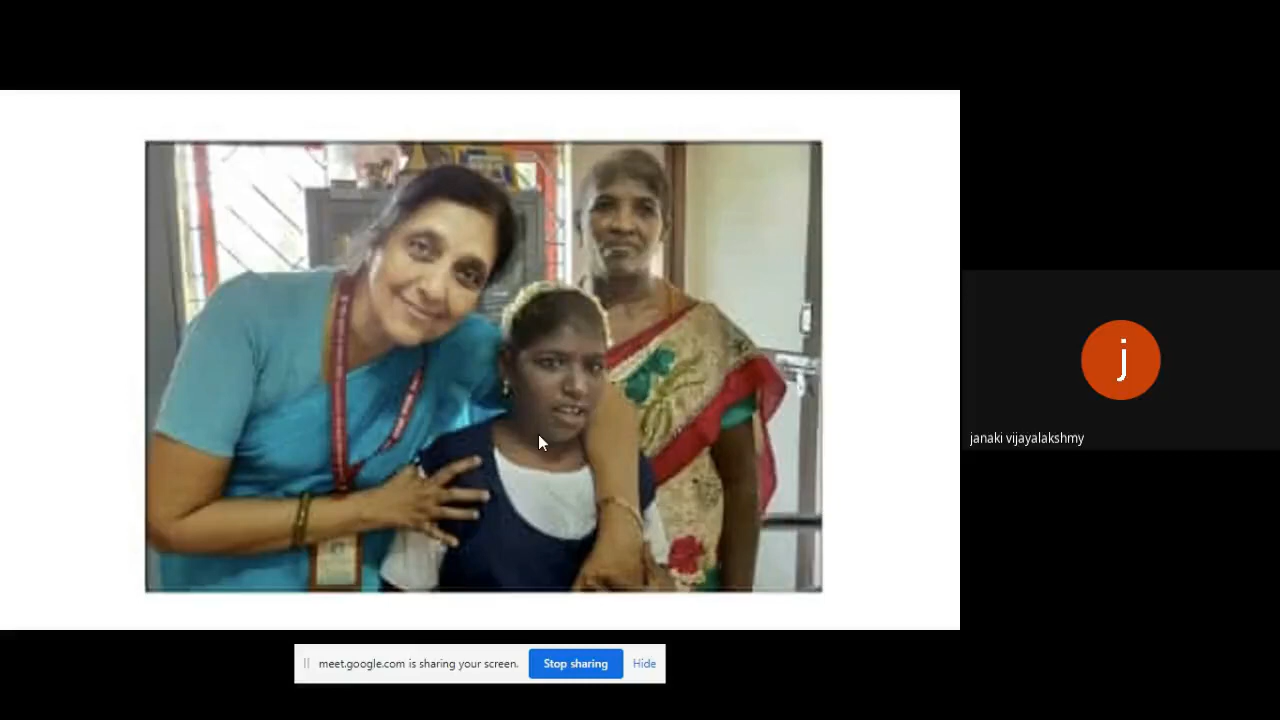 j
janaki vijayalakshmy
meet.google.com is sharing your screen.
Stop sharing
Hide